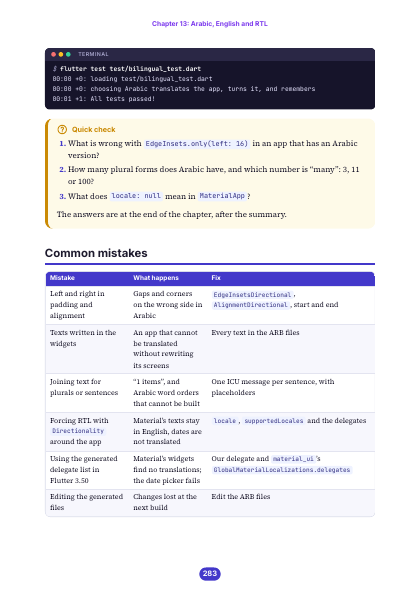 Chapter 13: Arabic, English and RTL
TERMINAL
$ flutter test test/bilingual_test.dart
00:00 +0: loading test/bilingual_test.dart
00:00 +0: choosing Arabic translates the app, turns it, and remembers
00:01 +1: All tests passed!
Quick check
1. What is wrong with EdgeInsets.only(left: 16) in an app that has an Arabic
version?
2. How many plural forms does Arabic have, and which number is “many”: 3, 11
or 100?
3. What does locale: null mean in MaterialApp?
The answers are at the end of the chapter, after the summary.
Common mistakes
Mistake What happens Fix
Left and right in
padding and
alignment
Gaps and corners
on the wrong side in
Arabic
EdgeInsetsDirectional,
AlignmentDirectional, start and end
Texts written in the
widgets
An app that cannot
be translated
without rewriting
its screens
Every text in the ARB files
Joining text for
plurals or sentences
“1 items”, and
Arabic word orders
that cannot be built
One ICU message per sentence, with
placeholders
Forcing RTL with
Directionality
around the app
Material’s texts stay
in English, dates are
not translated
locale, supportedLocales and the delegates
Using the generated
delegate list in
Flutter 3.50
Material’s widgets
find no translations;
the date picker fails
Our delegate and material_ui’s
GlobalMaterialLocalizations.delegates
Editing the generated
files
Changes lost at the
next build
Edit the ARB files
283